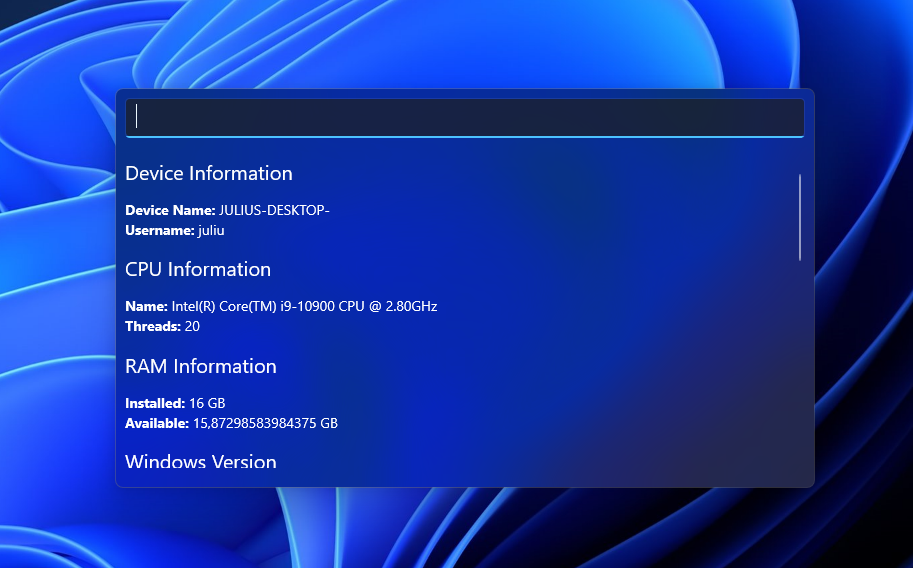 Device Information
Device Name: JULIUS-DESKTOP-
Username: juliu
CPU Information
Name: Intel(R) Core(TM) i9-10900 CPU @ 2.80GHz
Threads: 20
RAM Information
Installed: 16 GB
Available: 15,87298583984375 GB
Windows Version